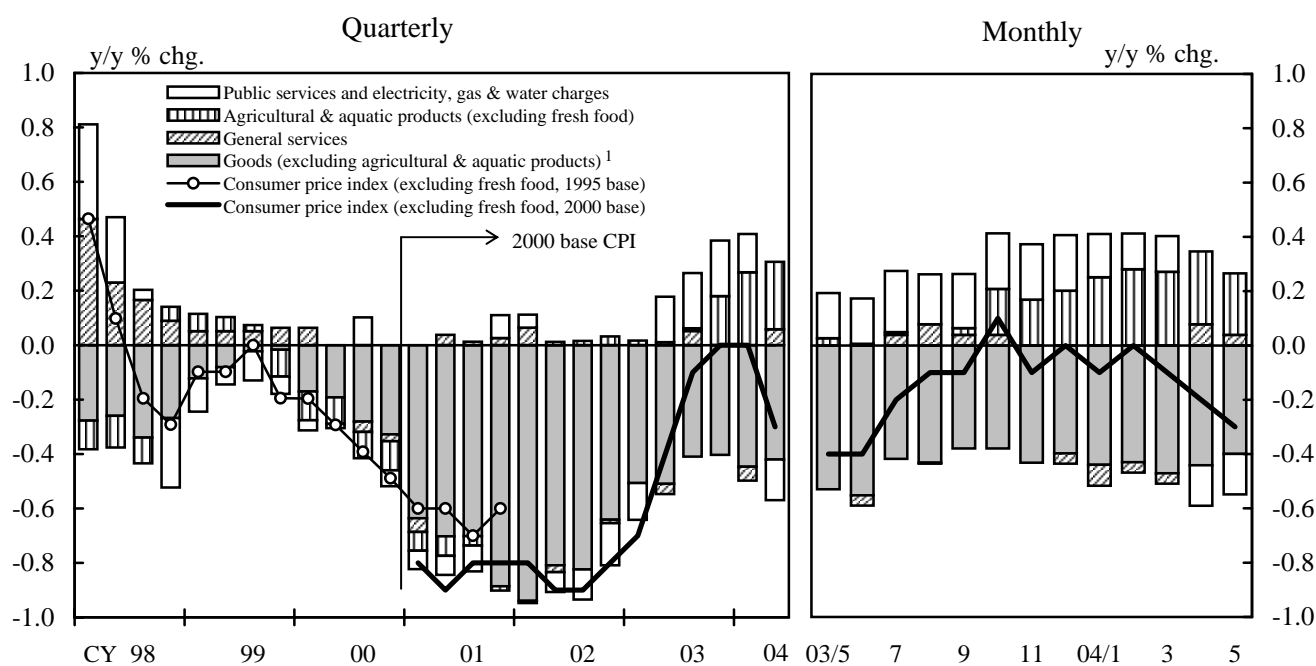 Quarterly
Monthly
y/y % chg.
y/y % chg.
1.0
0.8
0.6
0.4
0.2
0.0
-0.2
-0.4
-0.6
-0.8
-1.0
Public services and electricity, gas & water charges
Agricultural & aquatic products (excluding fresh food)
General services
Goods (excluding agricultural & aquatic products) 1
Consumer price index (excluding fresh food, 1995 base)
Consumer price index (excluding fresh food, 2000 base)
2000 base CPI
1.0
0.8
0.6
0.4
0.2
0.0
-0.2
-0.4
-0.6
-0.8
-1.0
CY 98 99 00 01 02 03 04 03/5 7 9 11 04/1 3 5